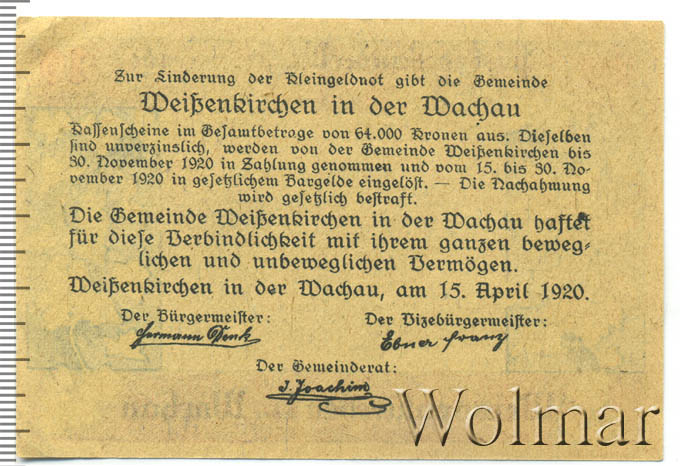 Zur Linderung der Kleingeldnot gibt die Gemeinde
Weißenkirchen in der Wachau
Kassenscheine im Gesamtbetrage von 64.000 Kronen aus. Dieselben
sind unverzinslich, werden von der Gemeinde Weißenkirchen bis
30. November 1920 in Zahlung genommen und vom 15. bis 30. No-
vember 1920 in gesetzlichem Bargelde eingelöst. — Die Nachahmung
wird gesetzlich bestraft.
Die Gemeinde Weißenkirchen in der Wachau haftet
für diese Verbindlichkeit mit ihrem ganzen beweg-
lichen und unbeweglichen Vermögen.
Weißenkirchen in der Wachau, am 15. April 1920.
Der Bürgermeister: Der Vizebürgermeister:
Hermann Denk Ebner Franz
Der Gemeinderat:
J. Joachim
Wolmar